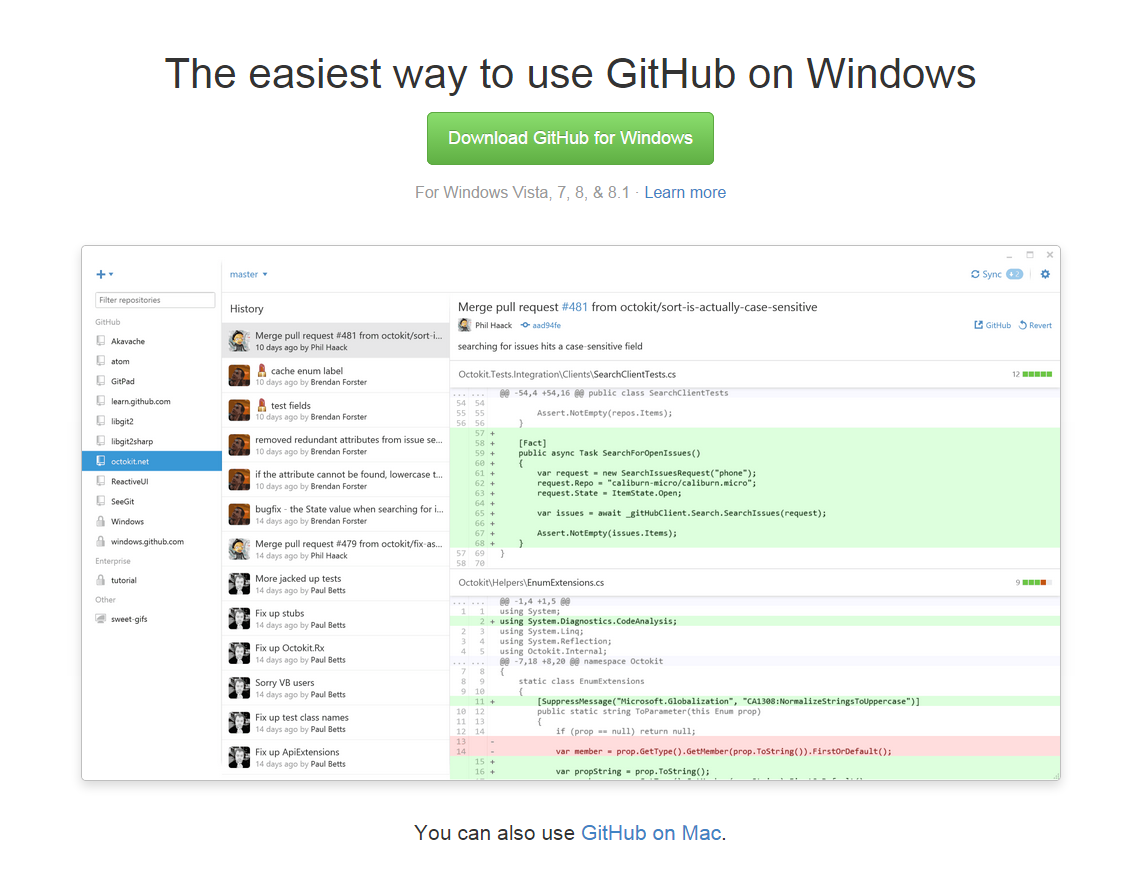 The easiest way to use GitHub on Windows
Download GitHub for Windows
For Windows Vista, 7, 8, & 8.1 · Learn more
master
Sync 2
Filter repositories
GitHub
Akavache
atom
GitPad
learn.github.com
libgit2
libgit2sharp
octokit.net
ReactiveUI
SeeGit
Windows
windows.github.com
Enterprise
tutorial
Other
sweet-gifs
History
Merge pull request #481 from octokit/sort-i...
10 days ago by Phil Haack
cache enum label
10 days ago by Brendan Forster
test fields
10 days ago by Brendan Forster
removed redundant attributes from issue se...
10 days ago by Brendan Forster
if the attribute cannot be found, lowercase t...
10 days ago by Brendan Forster
bugfix - the State value when searching for i...
14 days ago by Brendan Forster
Merge pull request #479 from octokit/fix-as...
14 days ago by Phil Haack
More jacked up tests
14 days ago by Paul Betts
Fix up stubs
14 days ago by Paul Betts
Fix up Octokit.Rx
14 days ago by Paul Betts
Sorry VB users
14 days ago by Paul Betts
Fix up test class names
14 days ago by Paul Betts
Fix up ApiExtensions
14 days ago by Paul Betts
Merge pull request #481 from octokit/sort-is-actually-case-sensitive
Phil Haack aad94fe GitHub Revert
searching for issues hits a case-sensitive field
Octokit.Tests.Integration\Clients\SearchClientTests.cs 12
... ... @@ -54,4 +54,16 @@ public class SearchClientTests
54 54
55 55 Assert.NotEmpty(repos.Items);
56 56 }
57 +
58 + [Fact]
59 + public async Task SearchForOpenIssues()
60 + {
61 + var request = new SearchIssuesRequest("phone");
62 + request.Repo = "caliburn-micro/caliburn.micro";
63 + request.State = ItemState.Open;
64 +
65 + var issues = await _gitHubClient.Search.SearchIssues(request);
66 +
67 + Assert.NotEmpty(issues.Items);
68 + }
57 69 }
58 70
Octokit\Helpers\EnumExtensions.cs 9
... ... @@ -1,4 +1,5 @@
1 1 using System;
2 + using System.Diagnostics.CodeAnalysis;
2 3 using System.Linq;
3 4 using System.Reflection;
4 5 using Octokit.Internal;
... ... @@ -7,18 +8,20 @@ namespace Octokit
7 8 {
8 9 static class EnumExtensions
9 10 {
11 + [SuppressMessage("Microsoft.Globalization", "CA1308:NormalizeStringsToUppercase")]
10 12 public static string ToParameter(this Enum prop)
11 13 {
12 14 if (prop == null) return null;
13 -
14 - var member = prop.GetType().GetMember(prop.ToString()).FirstOrDefault();
15 +
16 + var propString = prop.ToString();
You can also use GitHub on Mac.